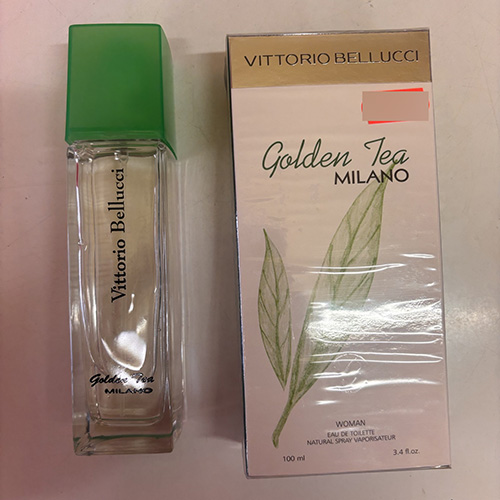 Vittorio Bellucci
Golden Tea
MILANO
VITTORIO BELLUCCI
Golden Tea
MILANO
WOMAN
EAU DE TOILETTE
NATURAL SPRAY VAPORISATEUR
100 ml
3.4 fl.oz.